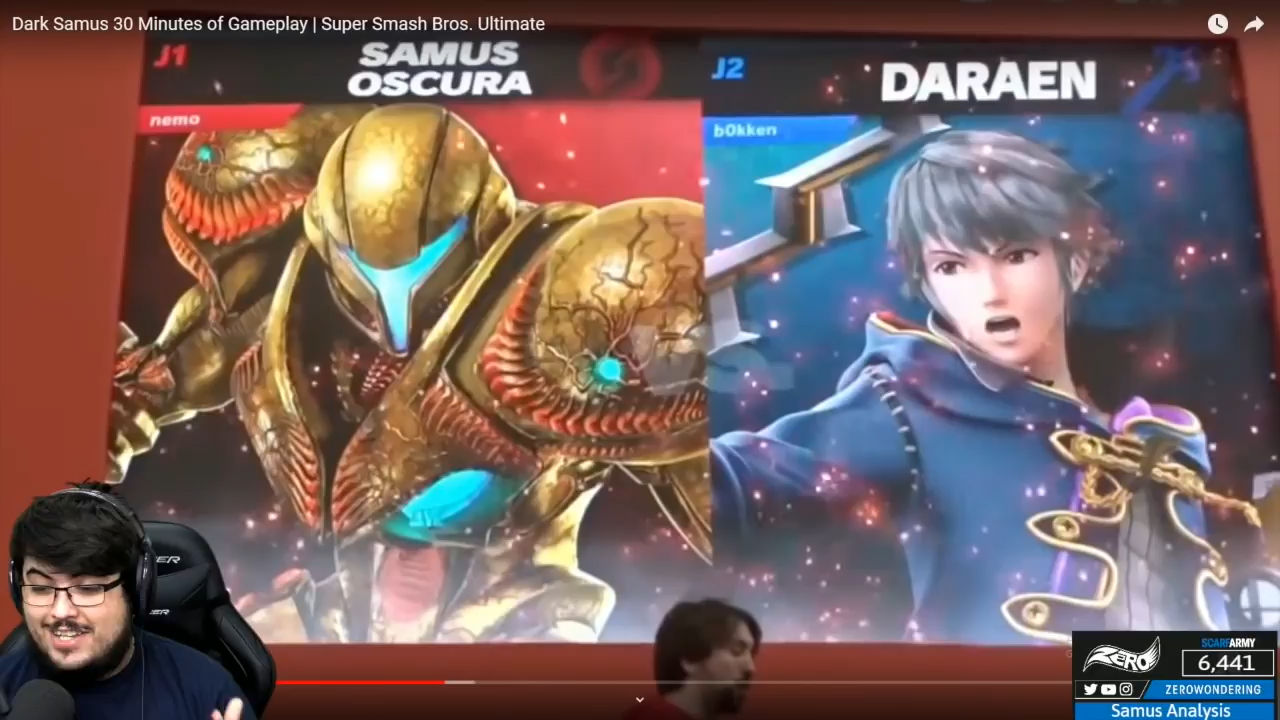 Dark Samus 30 Minutes of Gameplay | Super Smash Bros. Ultimate
J1
SAMUS
OSCURA
nemo
J2
DARAEN
b0kken
VS.
ZERO
SCARFARMY
6,441
ZEROWONDERING
Samus Analysis